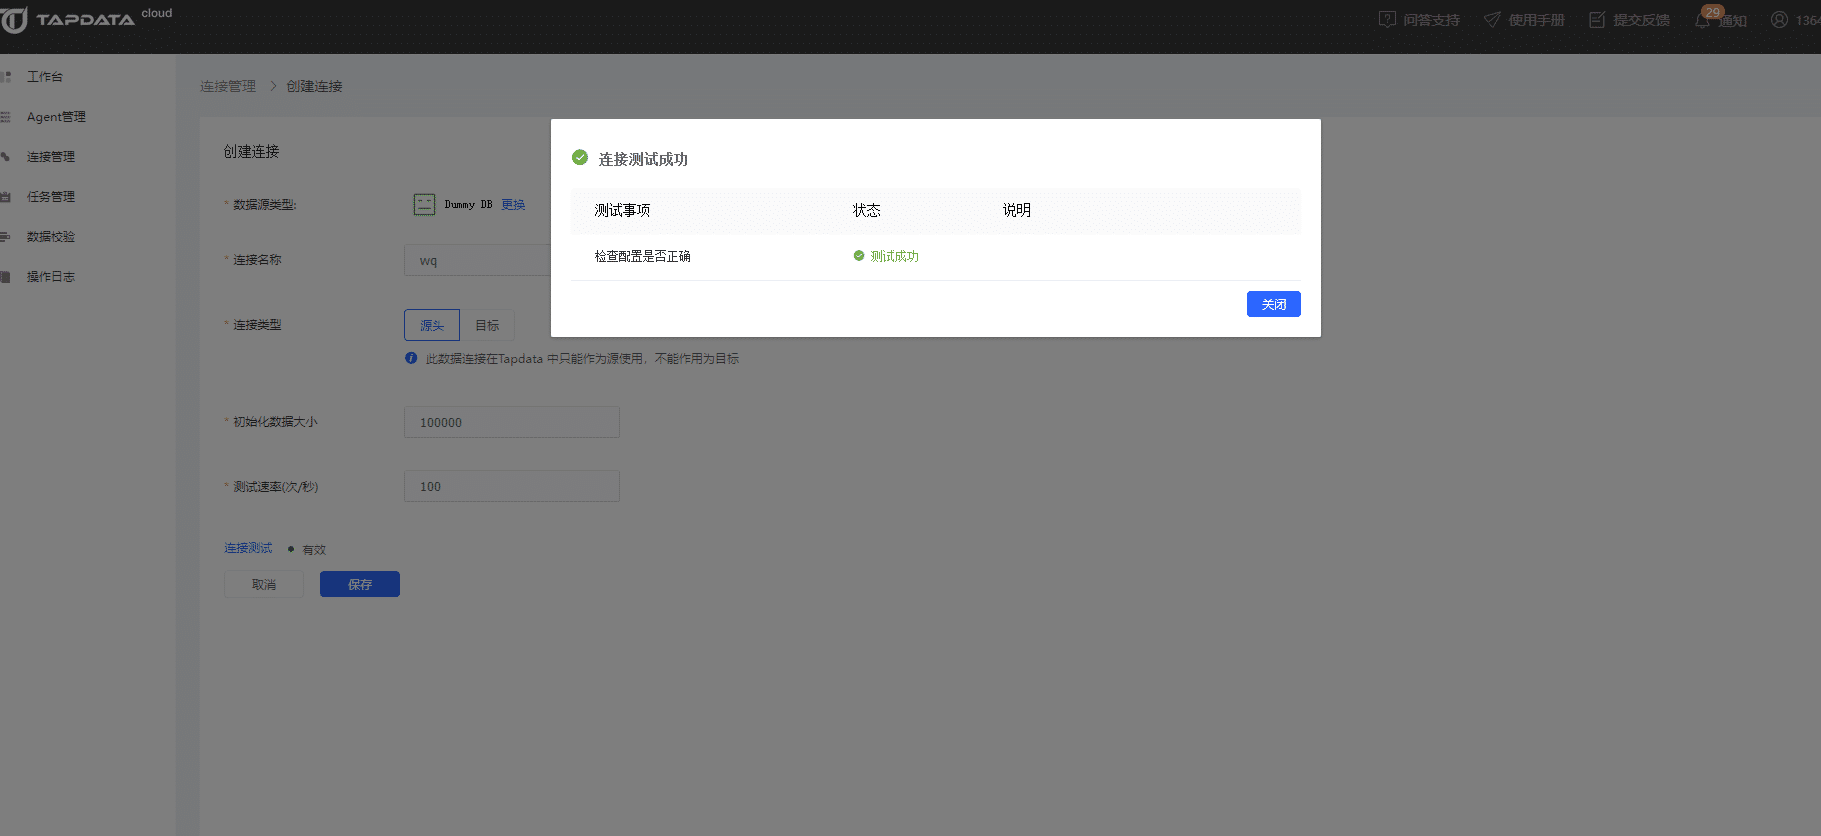 TAPDATA cloud
问答支持 使用手册 提交反馈 29 通知 1364
工作台
Agent管理
连接管理
任务管理
数据校验
操作日志
连接管理 > 创建连接
创建连接
* 数据源类型: Dummy DB 更换
* 连接名称 wq
* 连接类型 源头 目标
此数据连接在Tapdata 中只能作为源使用，不能作用为目标
* 初始化数据大小 100000
* 测试速率(次/秒) 100
连接测试 有效
取消 保存
连接测试成功
测试事项 状态 说明
检查配置是否正确 测试成功
关闭